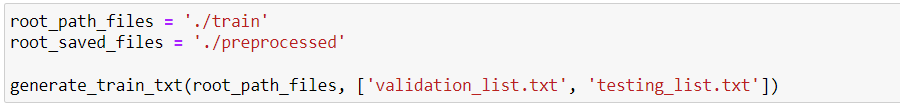 root_path_files = './train'
root_saved_files = './preprocessed'
generate_train_txt(root_path_files, ['validation_list.txt', 'testing_list.txt'])